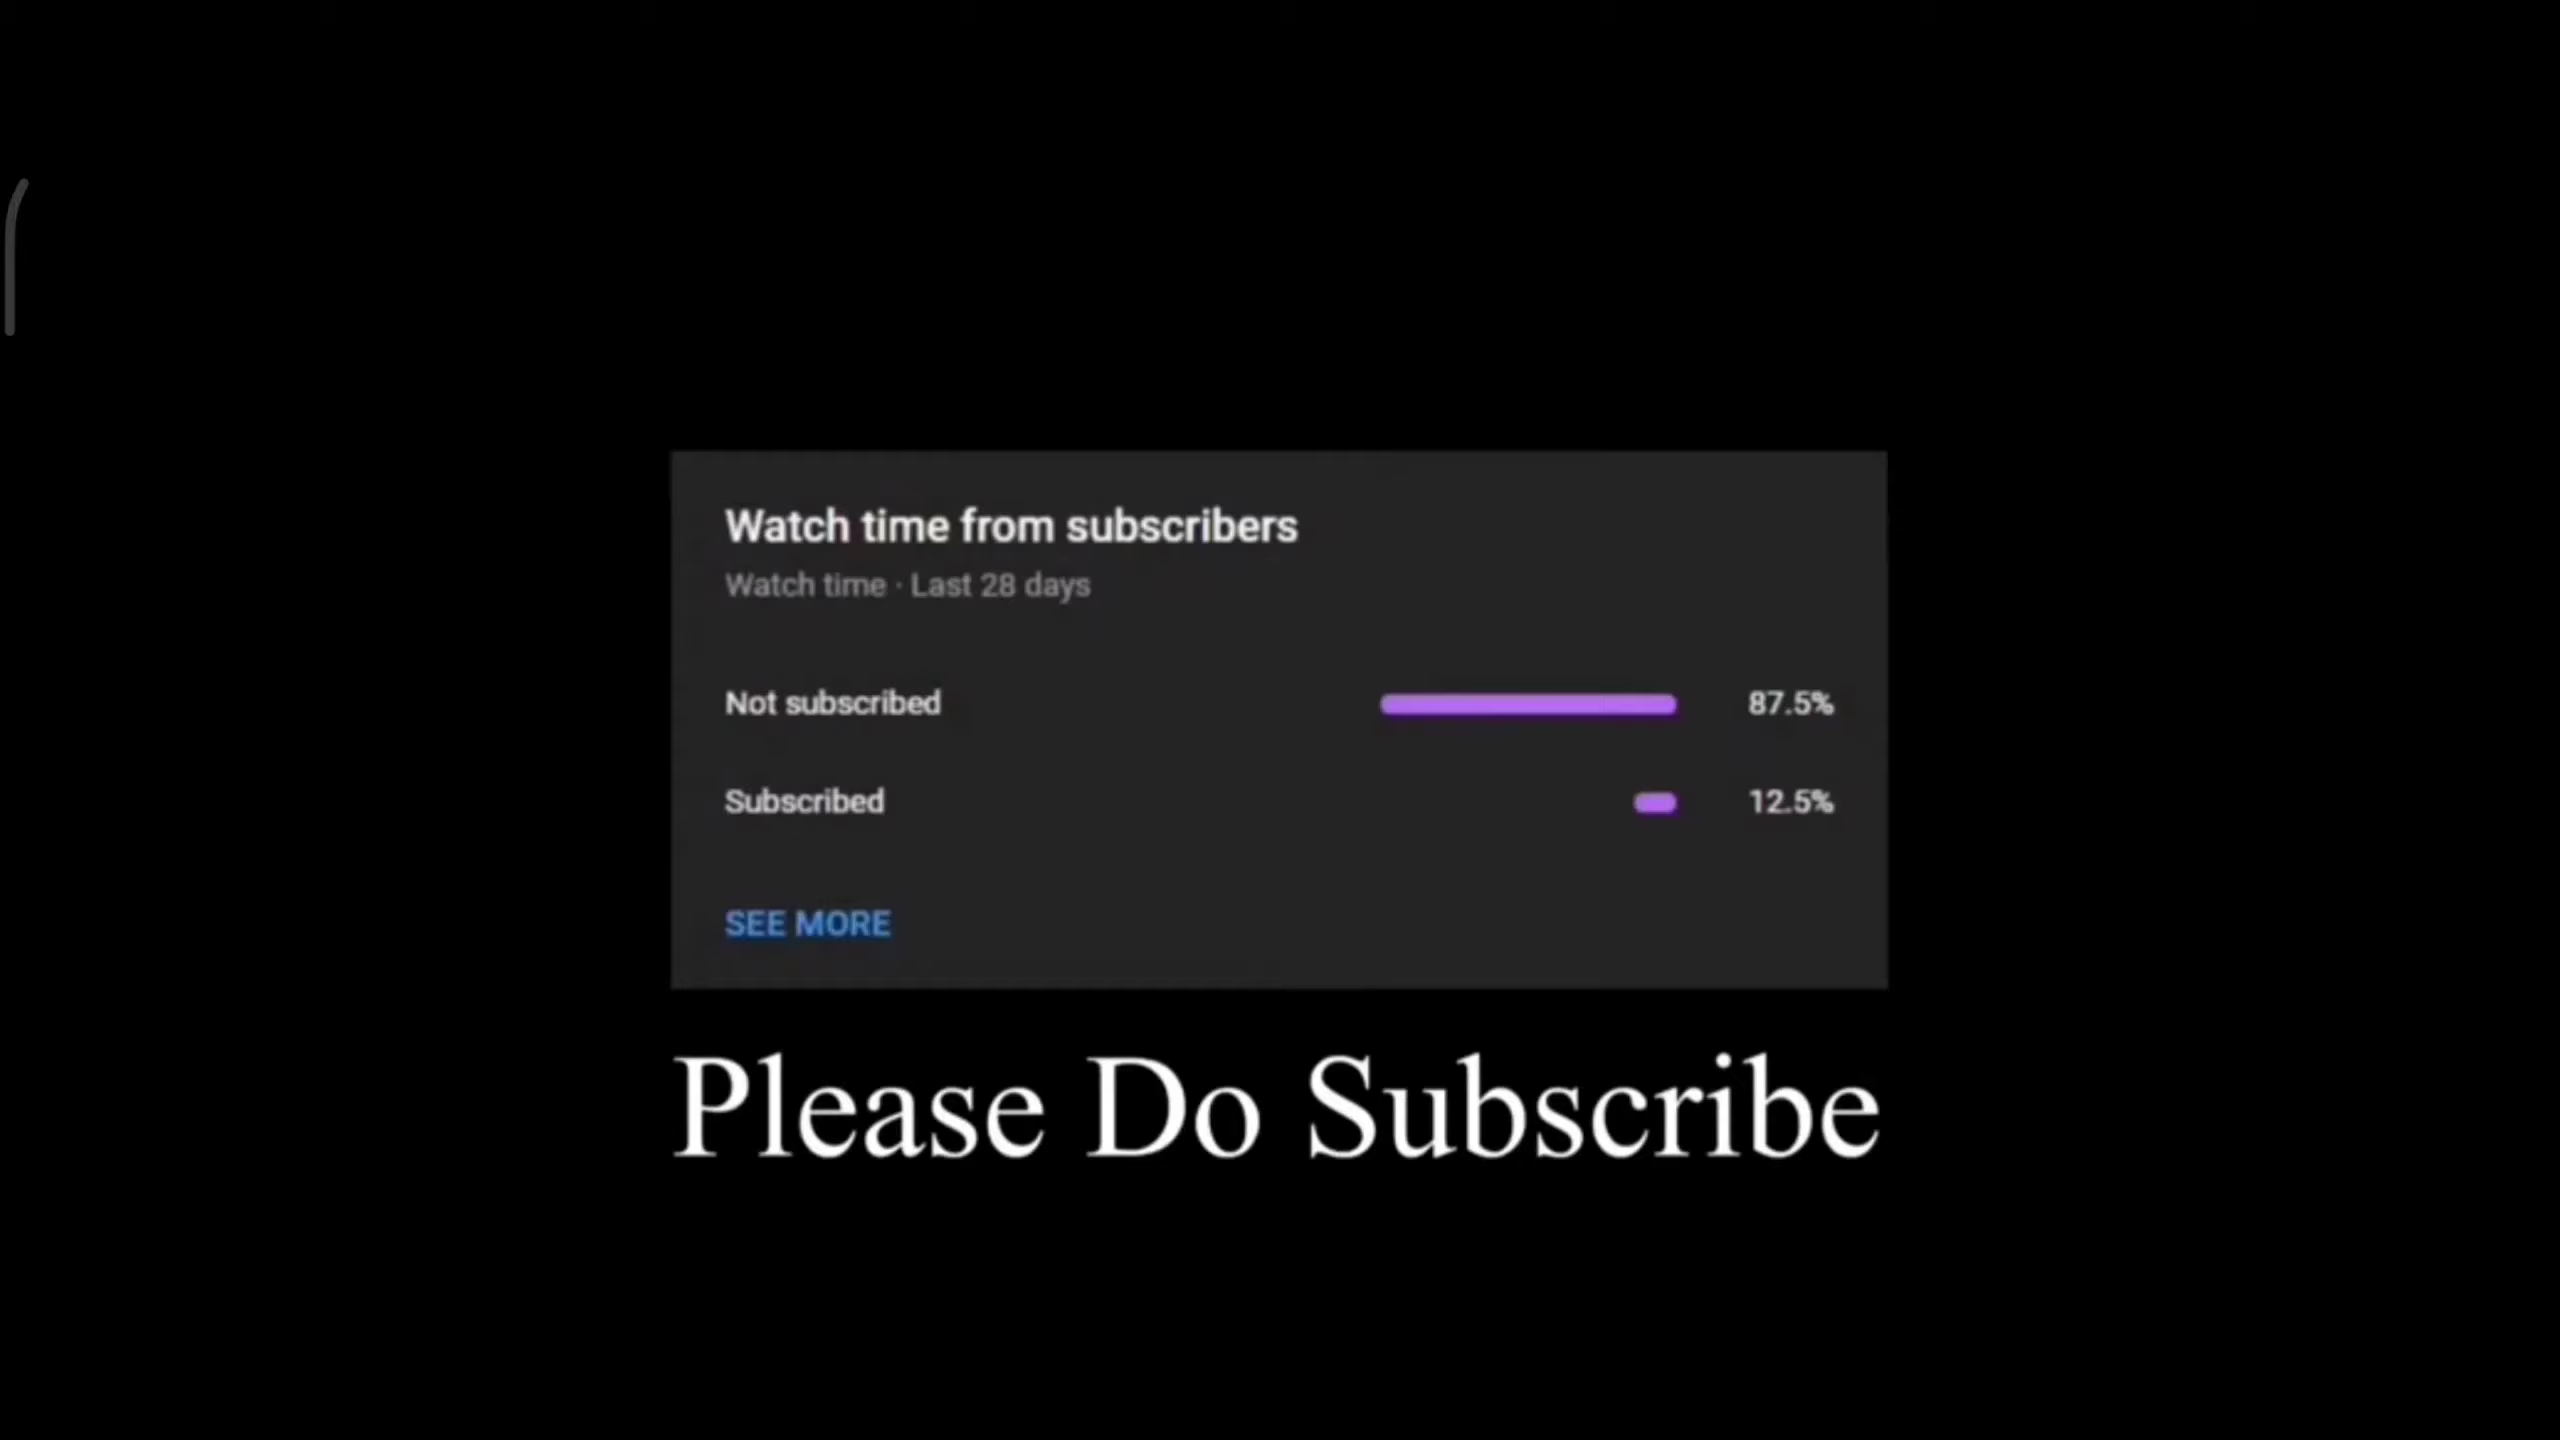 Watch time from subscribers
Watch time · Last 28 days
Not subscribed 87.5%
Subscribed 12.5%
SEE MORE
Please Do Subscribe